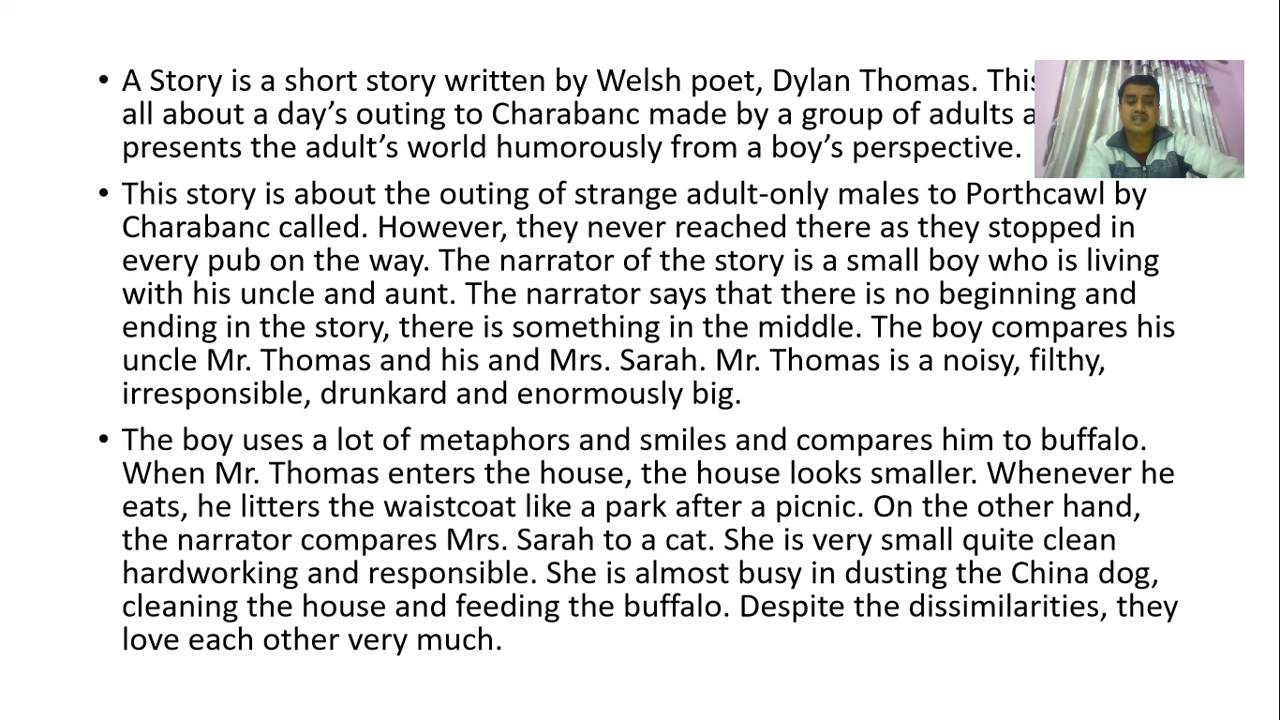 • A Story is a short story written by Welsh poet, Dylan Thomas. This
all about a day’s outing to Charabanc made by a group of adults a
presents the adult’s world humorously from a boy’s perspective.
• This story is about the outing of strange adult-only males to Porthcawl by
Charabanc called. However, they never reached there as they stopped in
every pub on the way. The narrator of the story is a small boy who is living
with his uncle and aunt. The narrator says that there is no beginning and
ending in the story, there is something in the middle. The boy compares his
uncle Mr. Thomas and his and Mrs. Sarah. Mr. Thomas is a noisy, filthy,
irresponsible, drunkard and enormously big.
• The boy uses a lot of metaphors and smiles and compares him to buffalo.
When Mr. Thomas enters the house, the house looks smaller. Whenever he
eats, he litters the waistcoat like a park after a picnic. On the other hand,
the narrator compares Mrs. Sarah to a cat. She is very small quite clean
hardworking and responsible. She is almost busy in dusting the China dog,
cleaning the house and feeding the buffalo. Despite the dissimilarities, they
love each other very much.